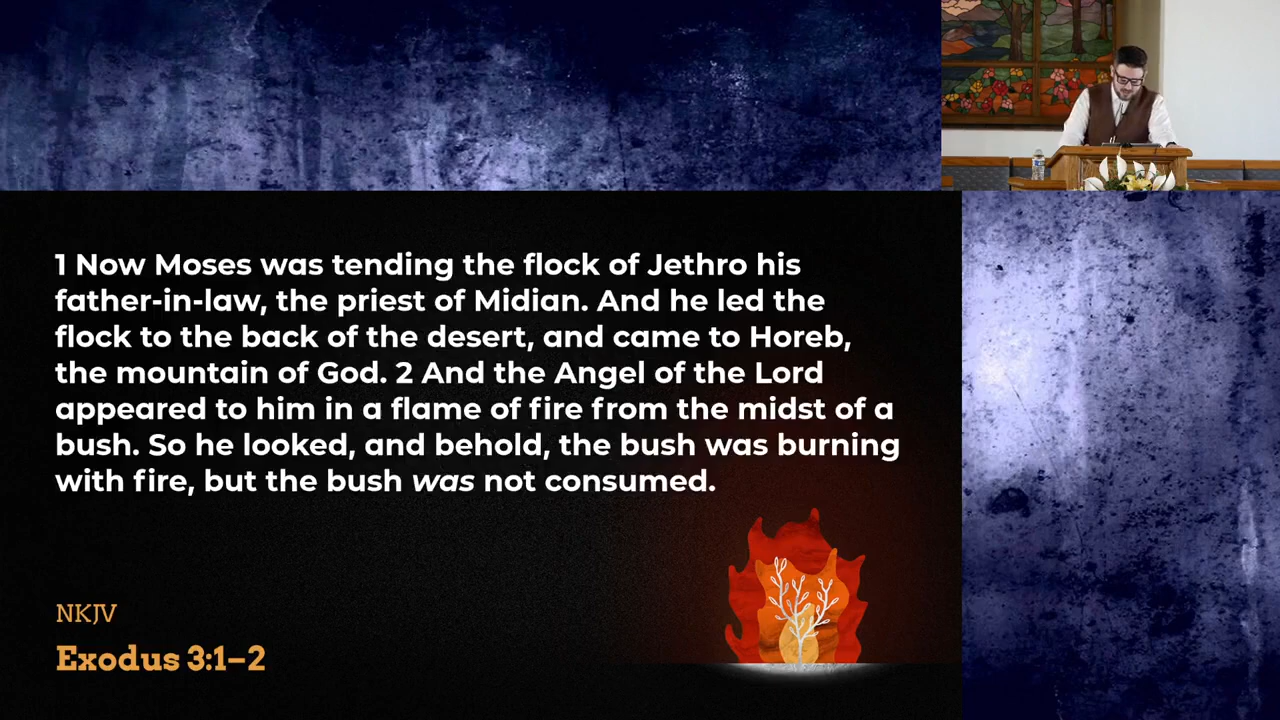 1 Now Moses was tending the flock of Jethro his
father-in-law, the priest of Midian. And he led the
flock to the back of the desert, and came to Horeb,
the mountain of God. 2 And the Angel of the Lord
appeared to him in a flame of fire from the midst of a
bush. So he looked, and behold, the bush was burning
with fire, but the bush was not consumed.
NKJV
Exodus 3:1–2